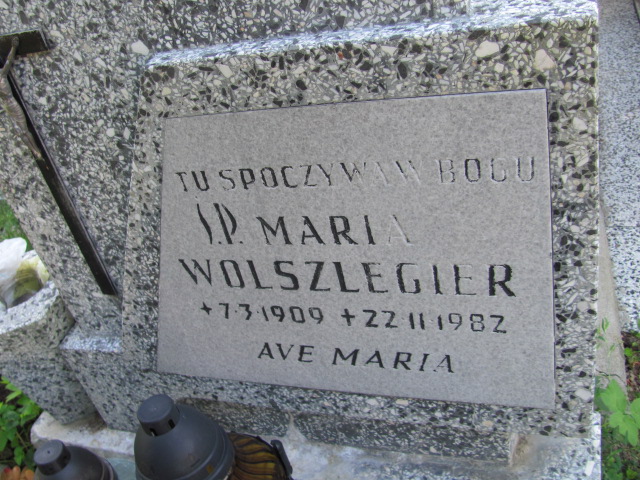 TU SPOCZYWA W BOGU
Ś.P. MARIA
WOLSZLEGIER
+7·3·1909 +22·11·1982
AVE MARIA